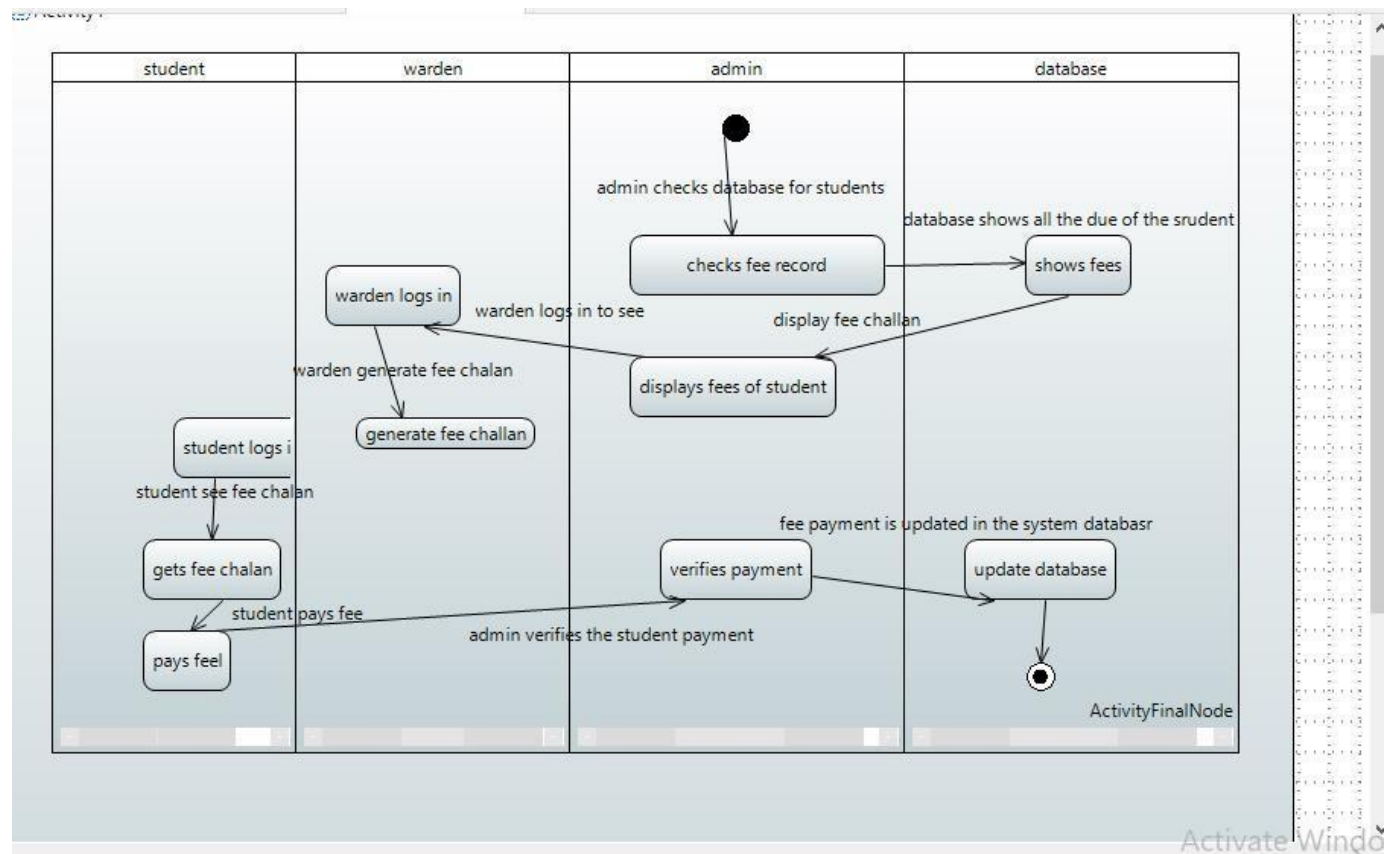 student
warden
admin
database
admin checks database for students
database shows all the due of the srudent
checks fee record
shows fees
warden logs in
warden logs in to see
display fee challan
warden generate fee chalan
displays fees of student
generate fee challan
student logs i
student see fee chalan
fee payment is updated in the system databasr
gets fee chalan
verifies payment
update database
student pays fee
admin verifies the student payment
pays feel
ActivityFinalNode
Activate Windo